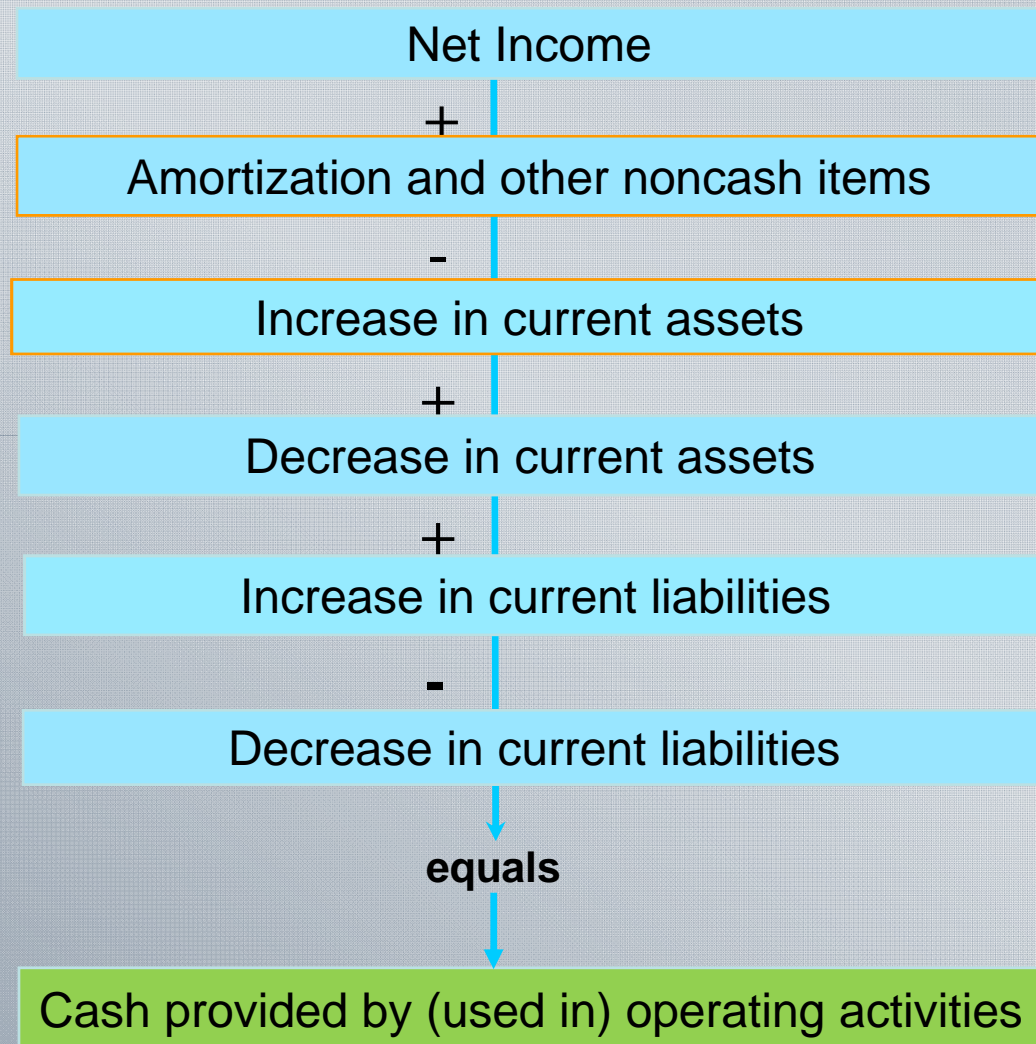 Net Income
+
Amortization and other noncash items
-
Increase in current assets
+
Decrease in current assets
+
Increase in current liabilities
-
Decrease in current liabilities
equals
Cash provided by (used in) operating activities